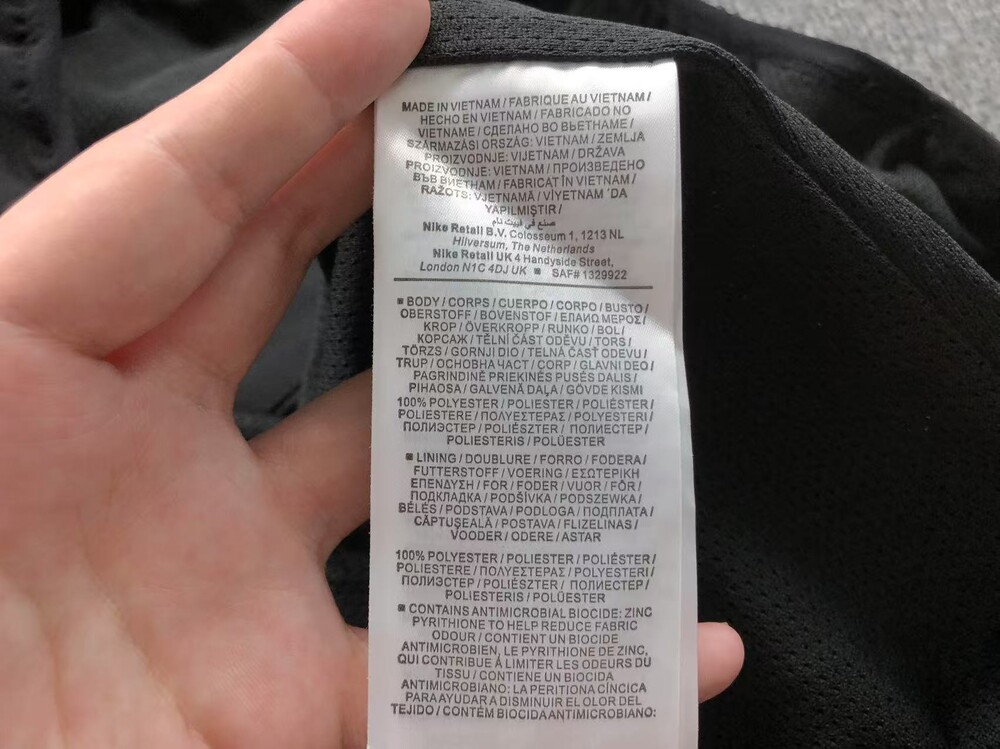 MADE IN VIETNAM / FABRIQUE AU VIETNAM /
HECHO EN VIETNAM / FABRICADO NO
VIETNAME / СДЕЛАНО ВО ВЬЕТНАМЕ /
SZÁRMAZÁSI ORSZÁG: VIETNAM / ZEMLJA
PROIZVODNJE: VIJETNAM / DRŽAVA
PROIZVODNJE: VIETNAM / ПРОИЗВЕДЕНО
ВЪВ ВИЕТНАМ / FABRICAT ÎN VIETNAM /
RAŽOTS: VJETNAMĀ / VİYETNAM 'DA
YAPILMIŞTIR /
صنع في فييت نام
Nike Retail B.V. Colosseum 1, 1213 NL
Hilversum, The Netherlands
Nike Retail UK 4 Handyside Street,
London N1C 4DJ UK ■ SAF# 1329922
■ BODY / CORPS / CUERPO / CORPO / BUSTO /
OBERSTOFF / BOVENSTOF / ΕΠΑΝΩ ΜΕΡΟΣ /
KROP / ÖVERKROPP / RUNKO / BOL /
КОРСАЖ / TĚLNÍ ČÁST ODĚVU / TORS /
TÖRZS / GORNJI DIO / TELNÁ ČASŤ ODEVU /
TRUP / ОСНОВНА ЧАСТ / CORP / GLAVNI DEO /
PAGRINDINĖ PRIEKINĖS PUSĖS DALIS /
PIHAOSA / GALVENĀ DAĻA / GÖVDE KISMI
100% POLYESTER / POLIESTER / POLIÉSTER /
POLIESTERE / ΠΟΛΥΕΣΤΕΡΑΣ / POLYESTERI /
ПОЛИЭСТЕР / POLIÉSZTER / ПОЛИЕСТЕР /
POLIESTERIS / POLÜESTER
■ LINING / DOUBLURE / FORRO / FODERA /
FUTTERSTOFF / VOERING / ΕΣΩΤΕΡΙΚΗ
ΕΠΕΝΔΥΣΗ / FOR / FODER / VUOR / FÔR /
ПОДКЛАДКА / PODŠÍVKA / PODSZEWKA /
BÉLÉS / PODSTAVA / PODLOGA / ПОДПЛАТА /
CĂPTUȘEALĂ / POSTAVA / FLIZELINAS /
VOODER / ODERE / ASTAR
100% POLYESTER / POLIESTER / POLIÉSTER /
POLIESTERE / ΠΟΛΥΕΣΤΕΡΑΣ / POLYESTERI /
ПОЛИЭСТЕР / POLIÉSZTER / ПОЛИЕСТЕР /
POLIESTERIS / POLÜESTER
■ CONTAINS ANTIMICROBIAL BIOCIDE: ZINC
PYRITHIONE TO HELP REDUCE FABRIC
ODOUR / CONTIENT UN BIOCIDE
ANTIMICROBIEN, LE PYRITHIONE DE ZINC,
QUI CONTRIBUE À LIMITER LES ODEURS DU
TISSU / CONTIENE UN BIOCIDA
ANTIMICROBIANO: LA PERITIONA CÍNCICA
PARA AYUDAR A DISMINUIR EL OLOR DEL
TEJIDO / CONTÉM BIOCIDA ANTIMICROBIANO: